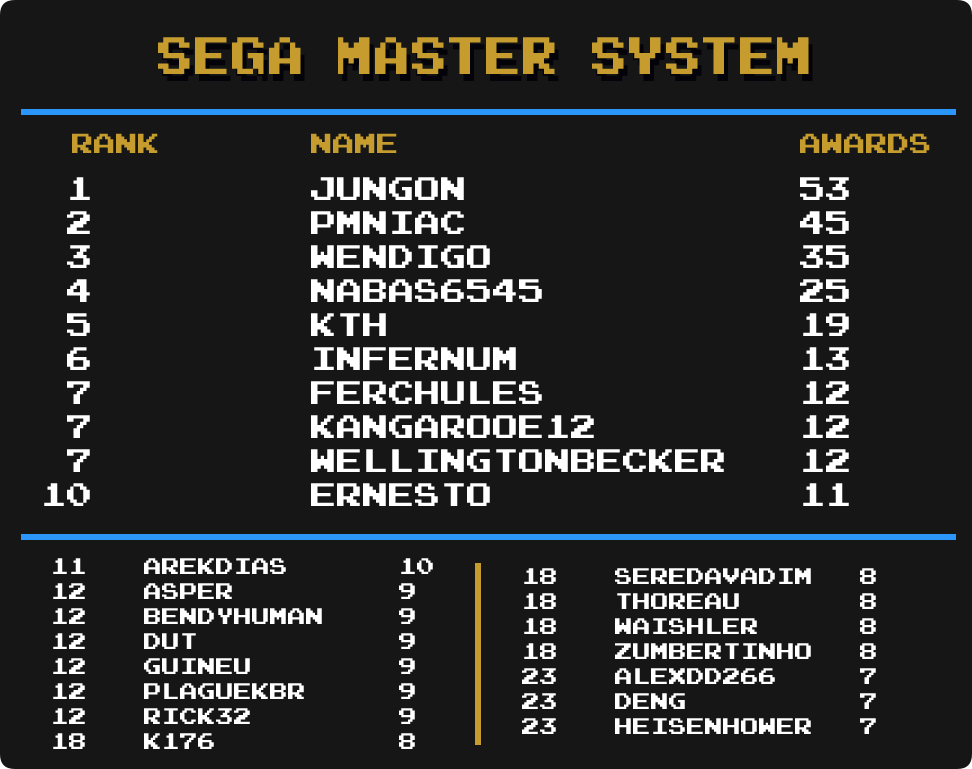 SEGA MASTER SYSTEM
RANK NAME AWARDS
1 JUNGON 53
2 PMNIAC 45
3 WENDIGO 35
4 NABAS6545 25
5 KTH 19
6 INFERNUM 13
7 FERCHULES 12
7 KANGAROOE12 12
7 WELLINGTONBECKER 12
10 ERNESTO 11
11 AREKDIAS 10
12 ASPER 9
12 BENDYHUMAN 9
12 DUT 9
12 GUINEU 9
12 PLAGUEKBR 9
12 RICK32 9
18 K176 8
18 SEREDAVADIM 8
18 THOREAU 8
18 WAISHLER 8
18 ZUMBERTINHO 8
23 ALEXDD266 7
23 DENG 7
23 HEISENHOWER 7